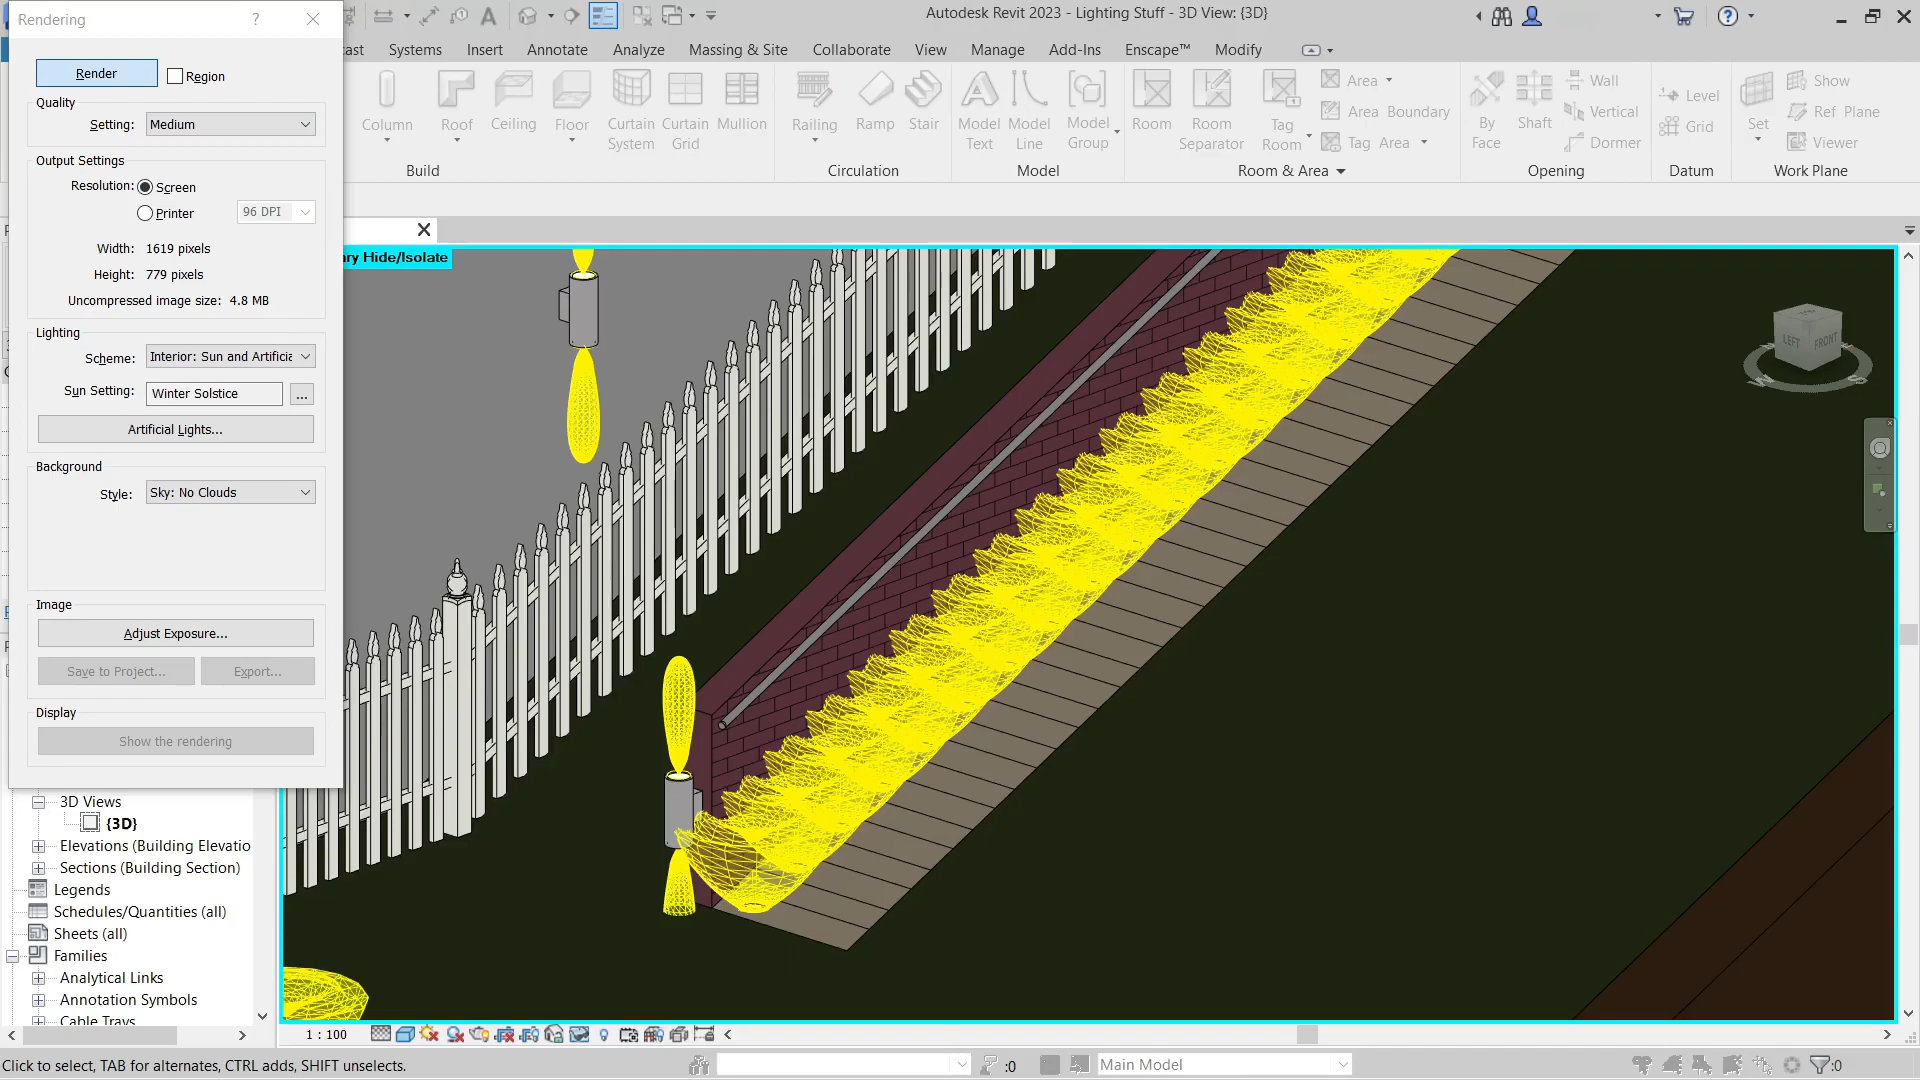 Rendering
?
Autodesk Revit 2023 - Lighting Stuff - 3D View: {3D}
Systems Insert Annotate Analyze Massing & Site Collaborate View Manage Add-Ins Enscape™ Modify
Render
Region
Quality
Setting: Medium
Output Settings
Resolution: Screen
Printer 96 DPI
Width: 1619 pixels
Height: 779 pixels
Uncompressed image size: 4.8 MB
Lighting
Scheme: Interior: Sun and Artificia
Sun Setting: Winter Solstice ...
Artificial Lights...
Background
Style: Sky: No Clouds
Image
Adjust Exposure...
Save to Project... Export...
Display
Show the rendering
Column
Roof
Ceiling
Floor
Curtain System
Curtain Grid
Mullion
Build
Railing
Ramp
Stair
Circulation
Model Text
Model Line
Model Group
Model
Room
Room Separator
Tag Room
Area
Area Boundary
Tag Area
Room & Area
By Face
Shaft
Wall
Vertical
Dormer
Opening
Level
Grid
Datum
Set
Show
Ref Plane
Viewer
Work Plane
ary Hide/Isolate
LEFT FRONT
3D Views
{3D}
Elevations (Building Elevatio
Sections (Building Section)
Legends
Schedules/Quantities (all)
Sheets (all)
Families
Analytical Links
Annotation Symbols
Cable Trays
1 : 100
Click to select, TAB for alternates, CTRL adds, SHIFT unselects.
:0
Main Model
:0